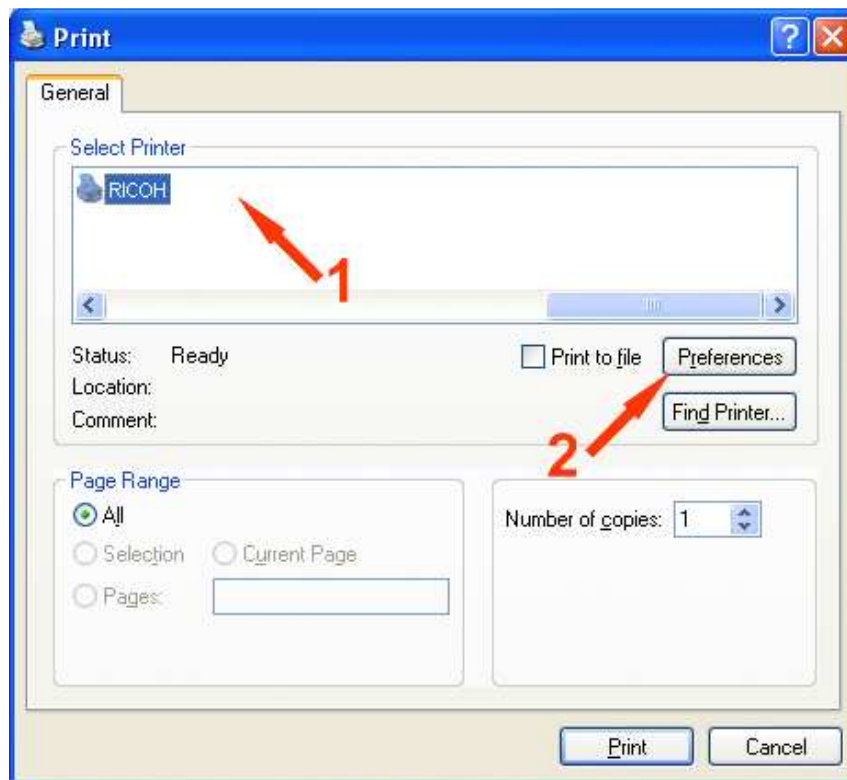 Print
General
Select Printer
RICOH
1
Status: Ready
Print to file
Preferences
Location:
Comment:
Find Printer...
2
Page Range
All
Selection
Current Page
Pages:
Number of copies: 1
Print
Cancel